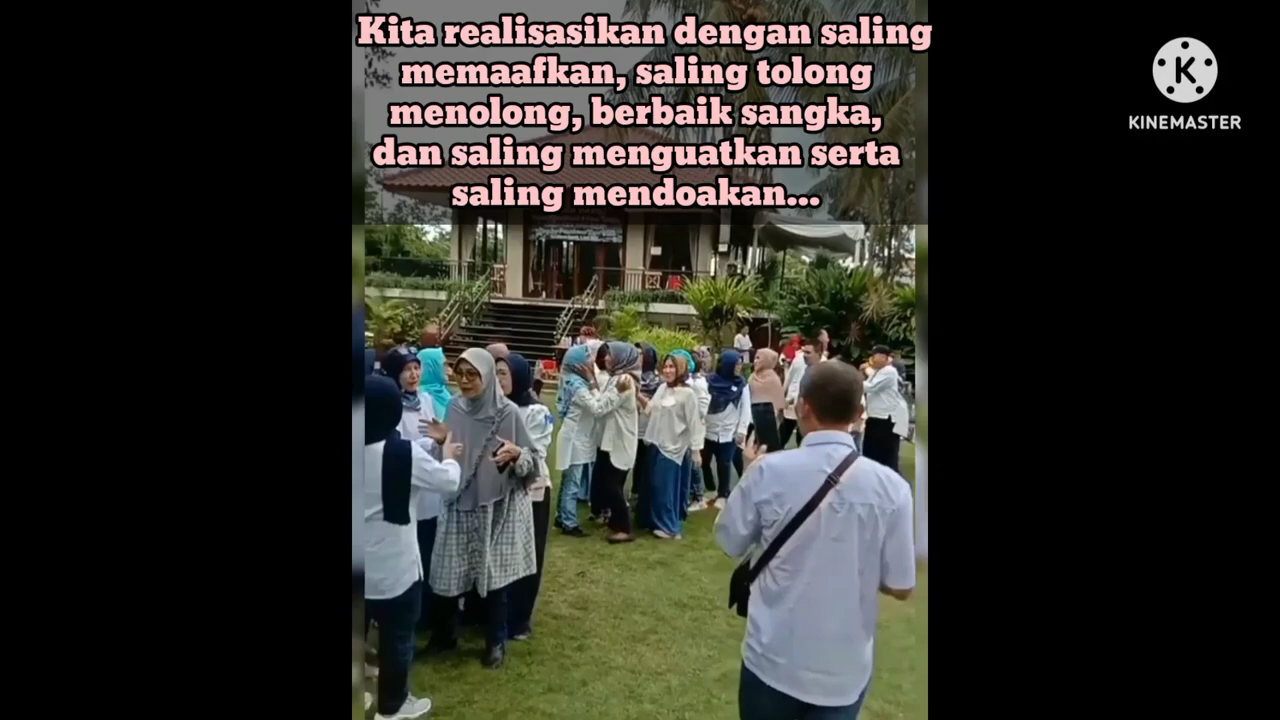 Kita realisasikan dengan saling
memaafkan, saling tolong
menolong, berbaik sangka,
dan saling menguatkan serta
saling mendoakan...
K
KINEMASTER